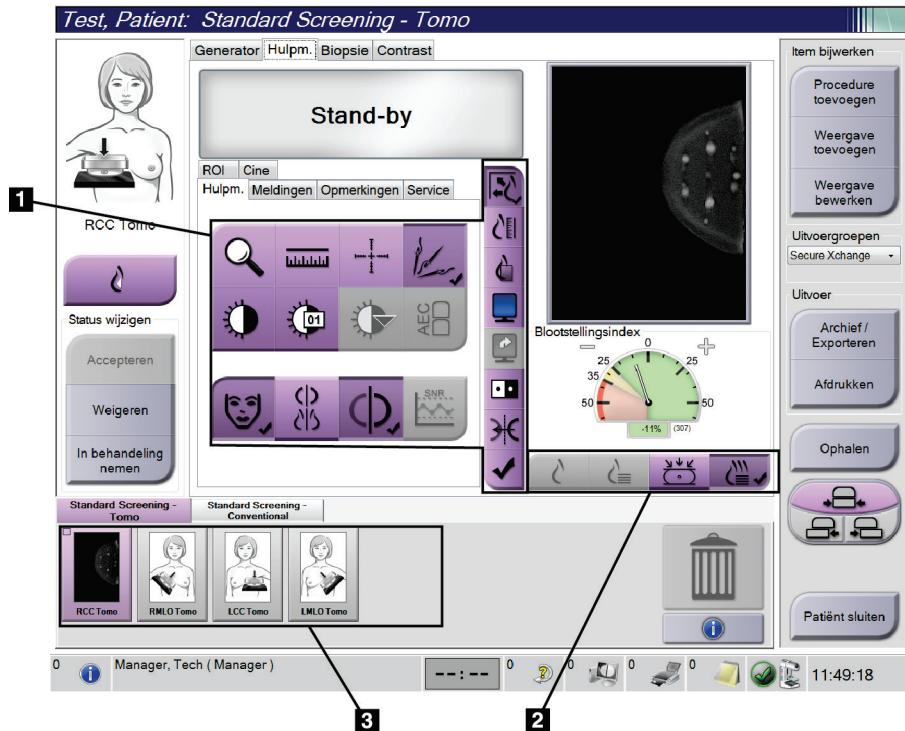 Test, Patient: Standard Screening - Tomo
Generator Hulpm. Biopsie Contrast
Item bijwerken
Procedure
toevoegen
Weergave
toevoegen
Weergave
bewerken
Stand-by
ROI Cine
Hulpm. Meldingen Opmerkingen Service
1
RCC Tomo
01
AEC
SNR
Status wijzigen
Accepteren
Weigeren
In behandeling
nemen
Blootstellingsindex
0
25 25
35
50 50
-11% (307)
Uitvoergroepen
Secure Xchange
Uitvoer
Archief /
Exporteren
Afdrukken
Ophalen
Patiënt sluiten
Standard Screening -
Tomo
Standard Screening -
Conventional
RCC Tomo
RMLO Tomo
LCC Tomo
LMLO Tomo
0 Manager, Tech ( Manager ) --:-- 0 0 0 0 11:49:18
3
2